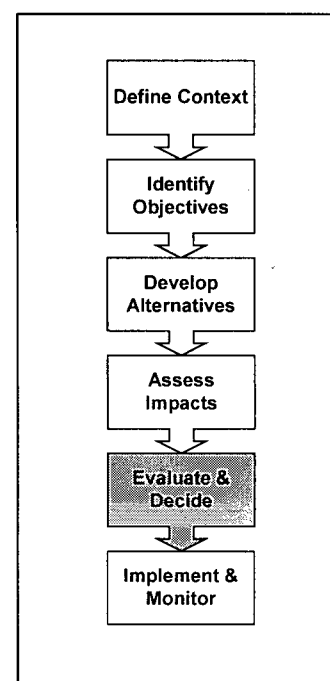 Define Context
Identify
Objectives
Develop
Alternatives
Assess
Impacts
Evaluate &
Decide
Implement &
Monitor